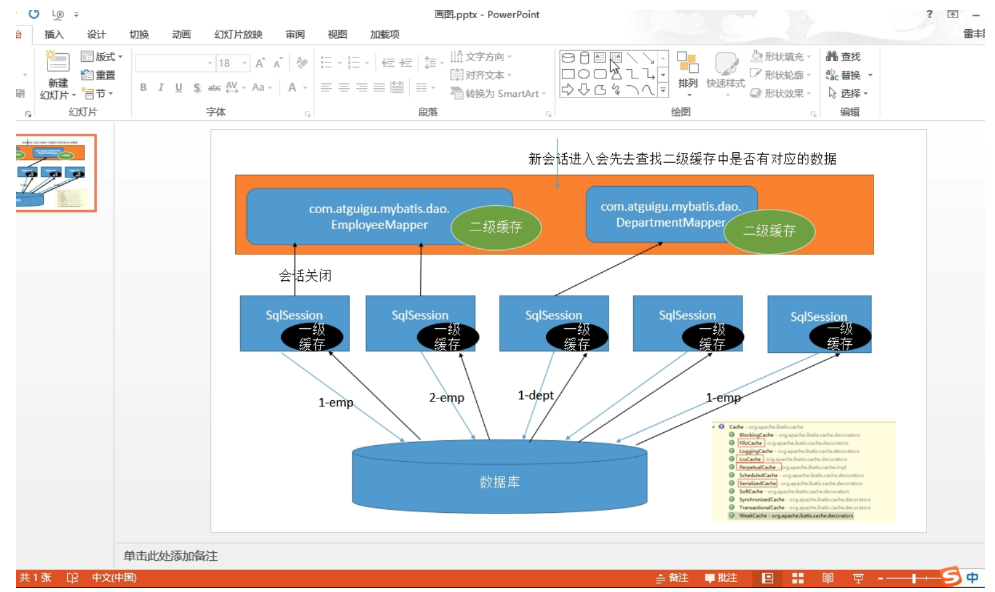 画图.pptx - PowerPoint
插入 设计 切换 动画 幻灯片放映 审阅 视图 加载项
新建
幻灯片
版式
重置
节
幻灯片
18
B I U S abc AV Aa A
字体
文字方向
对齐文本
转换为 SmartArt
段落
排列
快速样式
形状填充
形状轮廓
形状效果
绘图
查找
替换
选择
编辑
新会话进入会先去查找二级缓存中是否有对应的数据
com.atguigu.mybatis.dao.
EmployeeMapper
二级缓存
com.atguigu.mybatis.dao.
DepartmentMapper
二级缓存
会话关闭
SqlSession
一级
缓存
SqlSession
一级
缓存
SqlSession
一级
缓存
SqlSession
一级
缓存
SqlSession
一级
缓存
1-emp
2-emp
1-dept
1-emp
数据库
Cache - org.apache.ibatis.cache
BlockingCache - org.apache.ibatis.cache.decorators
FifoCache - org.apache.ibatis.cache.decorators
LoggingCache - org.apache.ibatis.cache.decorators
LruCache - org.apache.ibatis.cache.decorators
PerpetualCache - org.apache.ibatis.cache.impl
ScheduledCache - org.apache.ibatis.cache.decorators
SerializedCache - org.apache.ibatis.cache.decorators
SoftCache - org.apache.ibatis.cache.decorators
SynchronizedCache - org.apache.ibatis.cache.decorators
TransactionalCache - org.apache.ibatis.cache.decorators
WeakCache - org.apache.ibatis.cache.decorators
单击此处添加备注
共 1 张 中文(中国) 备注 批注 中